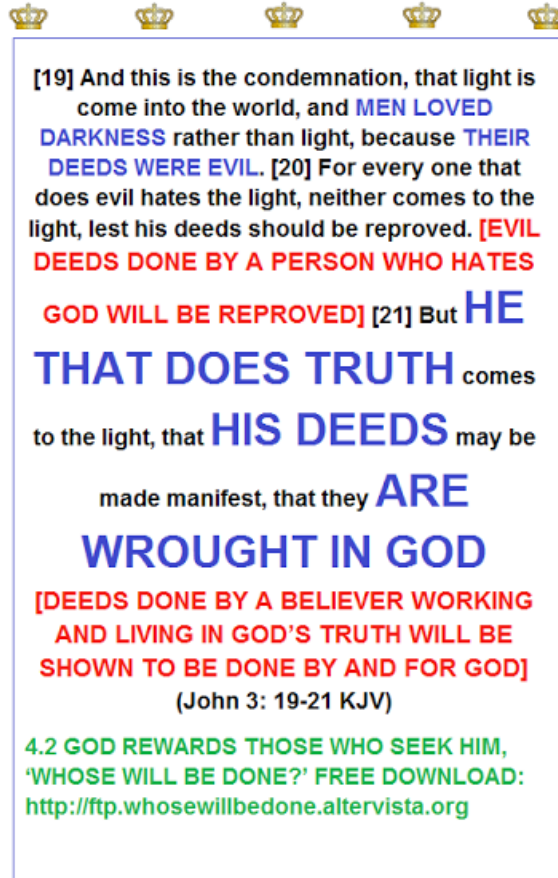 [19] And this is the condemnation, that light is
come into the world, and MEN LOVED
DARKNESS rather than light, because THEIR
DEEDS WERE EVIL. [20] For every one that
does evil hates the light, neither comes to the
light, lest his deeds should be reproved. [EVIL
DEEDS DONE BY A PERSON WHO HATES
GOD WILL BE REPROVED] [21] But HE
THAT DOES TRUTH comes
to the light, that HIS DEEDS may be
made manifest, that they ARE
WROUGHT IN GOD
[DEEDS DONE BY A BELIEVER WORKING
AND LIVING IN GOD’S TRUTH WILL BE
SHOWN TO BE DONE BY AND FOR GOD]
(John 3: 19-21 KJV)
4.2 GOD REWARDS THOSE WHO SEEK HIM,
‘WHOSE WILL BE DONE?’ FREE DOWNLOAD:
http://ftp.whosewillbedone.altervista.org